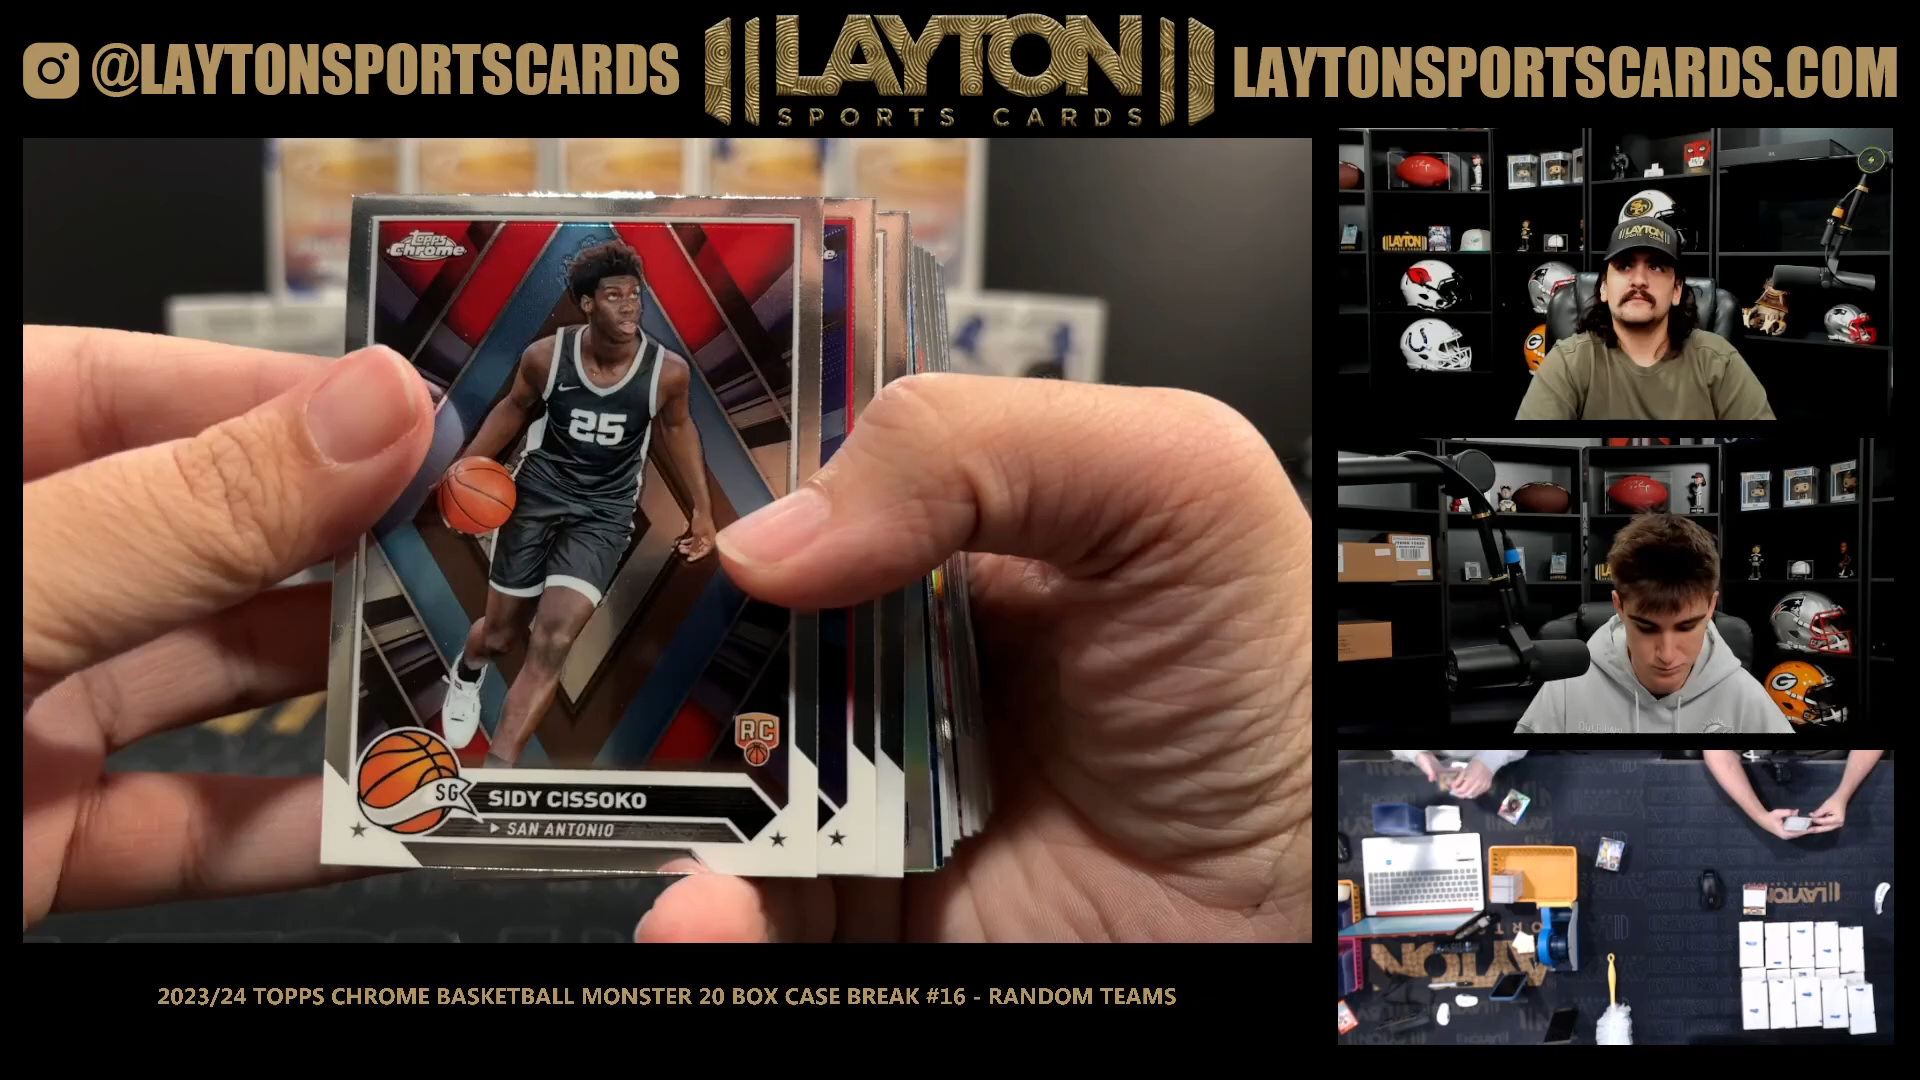 @LAYTONSPORTSCARDS
LAYTON
SPORTS CARDS
LAYTONSPORTSCARDS.COM
Topps
Chrome
25
RC
SG
SIDY CISSOKO
SAN ANTONIO
LAYTON
LAYTON
2023/24 TOPPS CHROME BASKETBALL MONSTER 20 BOX CASE BREAK #16 - RANDOM TEAMS